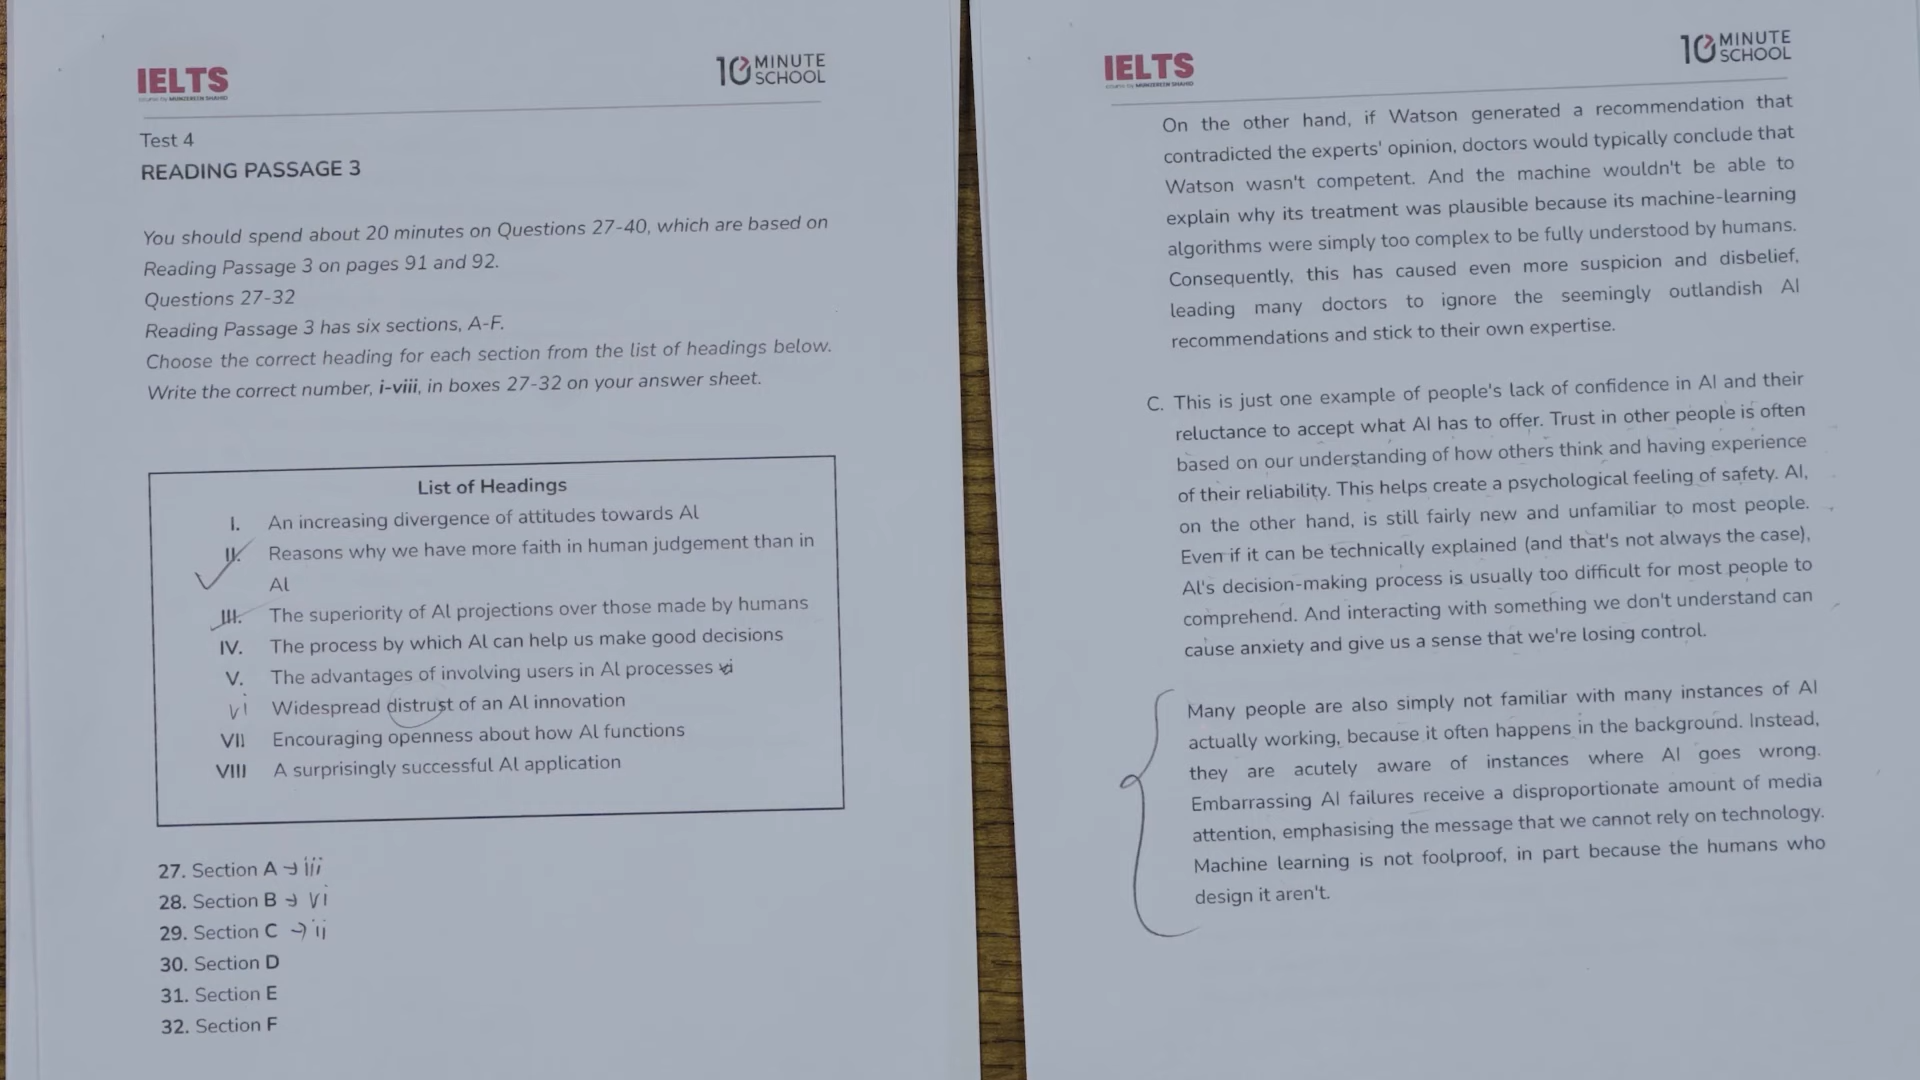 IELTS
course by MUNZEREEN SHAHID
10 MINUTE SCHOOL
Test 4
READING PASSAGE 3
You should spend about 20 minutes on Questions 27-40, which are based on
Reading Passage 3 on pages 91 and 92.
Questions 27-32
Reading Passage 3 has six sections, A-F.
Choose the correct heading for each section from the list of headings below.
Write the correct number, i-viii, in boxes 27-32 on your answer sheet.
List of Headings
I. An increasing divergence of attitudes towards AI
II. Reasons why we have more faith in human judgement than in
AI
III. The superiority of AI projections over those made by humans
IV. The process by which AI can help us make good decisions
V. The advantages of involving users in AI processes vi
vi Widespread distrust of an AI innovation
VII Encouraging openness about how AI functions
VIII A surprisingly successful AI application
27. Section A → iii
28. Section B → vi
29. Section C → ii
30. Section D
31. Section E
32. Section F
IELTS
course by MUNZEREEN SHAHID
10 MINUTE SCHOOL
On the other hand, if Watson generated a recommendation that
contradicted the experts' opinion, doctors would typically conclude that
Watson wasn't competent. And the machine wouldn't be able to
explain why its treatment was plausible because its machine-learning
algorithms were simply too complex to be fully understood by humans.
Consequently, this has caused even more suspicion and disbelief,
leading many doctors to ignore the seemingly outlandish AI
recommendations and stick to their own expertise.
C. This is just one example of people's lack of confidence in AI and their
reluctance to accept what AI has to offer. Trust in other people is often
based on our understanding of how others think and having experience
of their reliability. This helps create a psychological feeling of safety. AI,
on the other hand, is still fairly new and unfamiliar to most people.
Even if it can be technically explained (and that's not always the case),
AI's decision-making process is usually too difficult for most people to
comprehend. And interacting with something we don't understand can
cause anxiety and give us a sense that we're losing control.
Many people are also simply not familiar with many instances of AI
actually working, because it often happens in the background. Instead,
they are acutely aware of instances where AI goes wrong.
Embarrassing AI failures receive a disproportionate amount of media
attention, emphasising the message that we cannot rely on technology.
Machine learning is not foolproof, in part because the humans who
design it aren't.